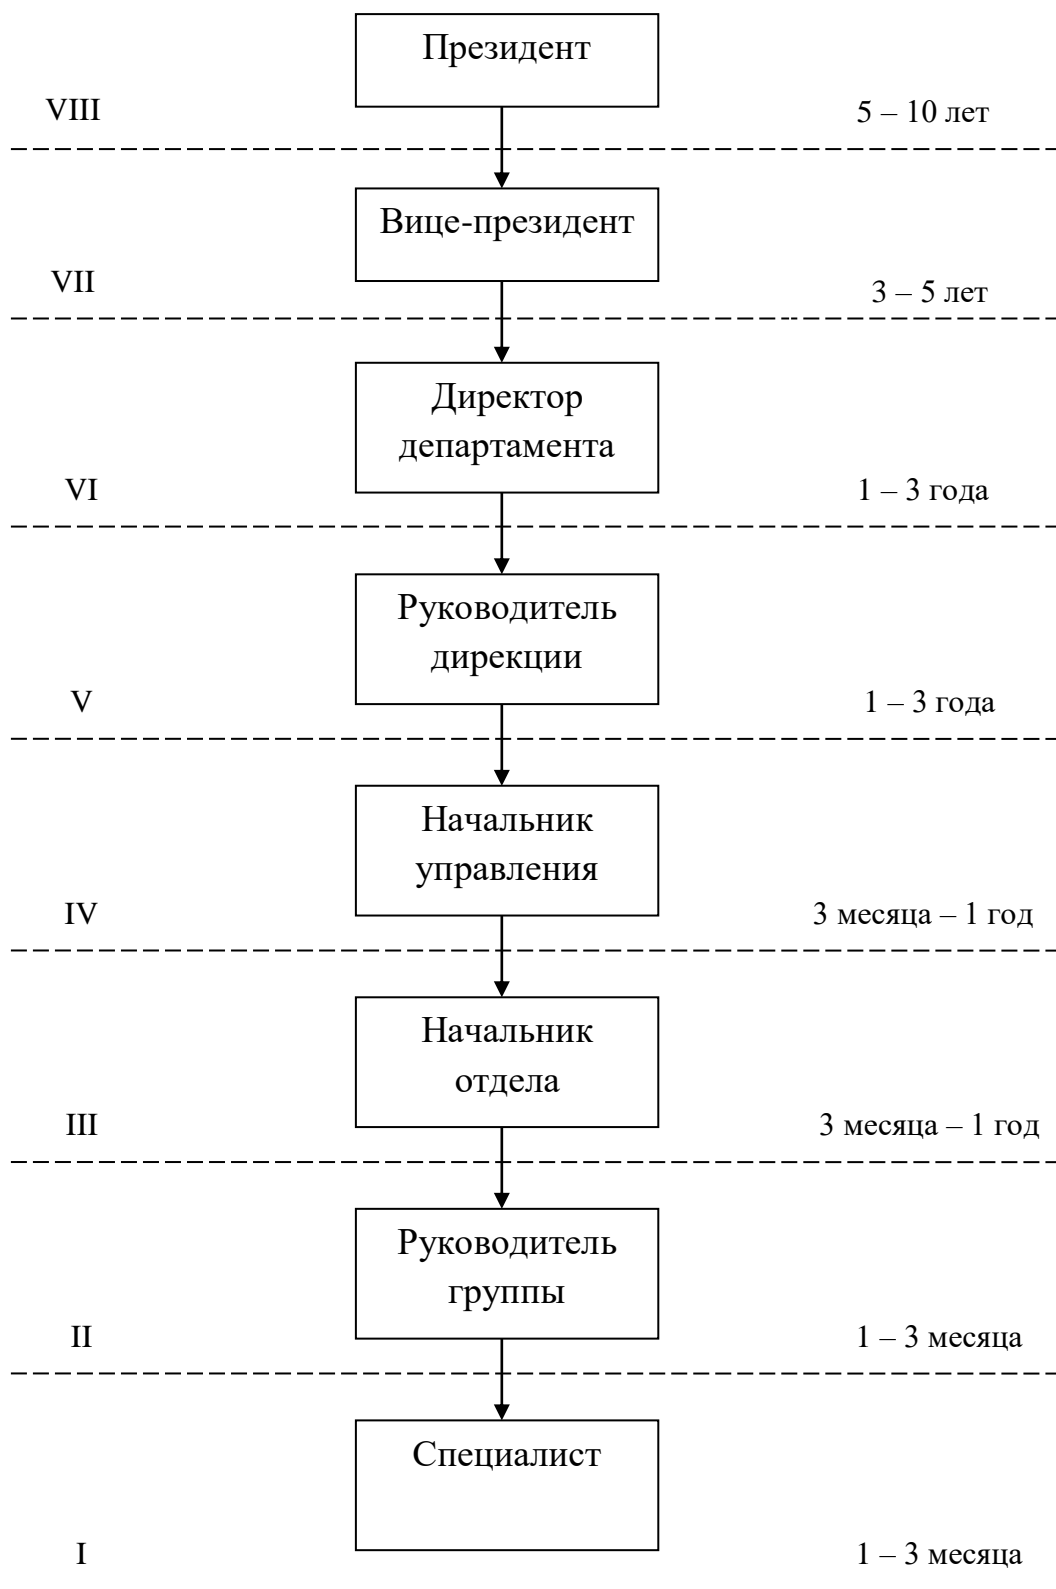 Президент
VIII
5 – 10 лет
Вице-президент
VII
3 – 5 лет
Директор
департамента
VI
1 – 3 года
Руководитель
дирекции
V
1 – 3 года
Начальник
управления
IV
3 месяца – 1 год
Начальник
отдела
III
3 месяца – 1 год
Руководитель
группы
II
1 – 3 месяца
Специалист
I
1 – 3 месяца